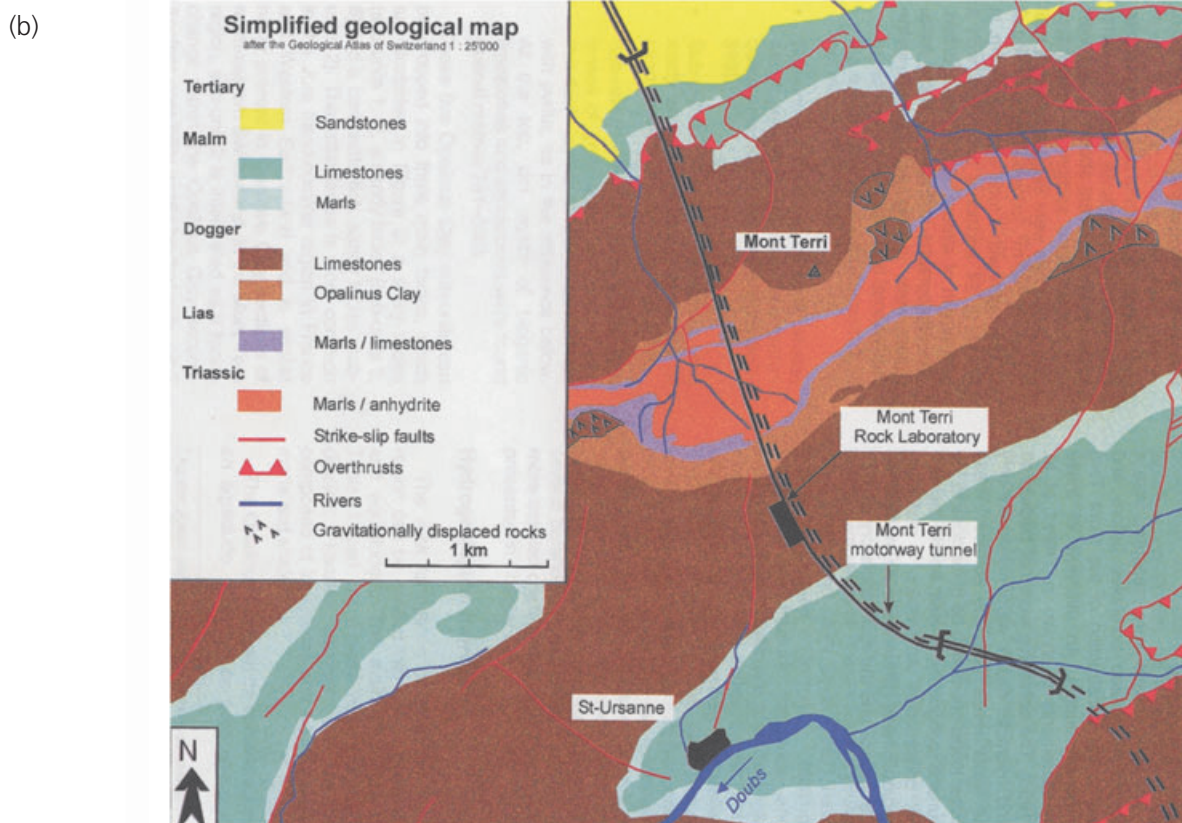 (b)
Simplified geological map
after the Geological Atlas of Switzerland 1 : 25'000
Tertiary
Sandstones
Malm
Limestones
Marls
Dogger
Limestones
Opalinus Clay
Lias
Marls / limestones
Triassic
Marls / anhydrite
Strike-slip faults
Overthrusts
Rivers
Gravitationally displaced rocks
1 km
Mont Terri
Mont Terri
Rock Laboratory
Mont Terri
motorway tunnel
St-Ursanne
Doubs
N